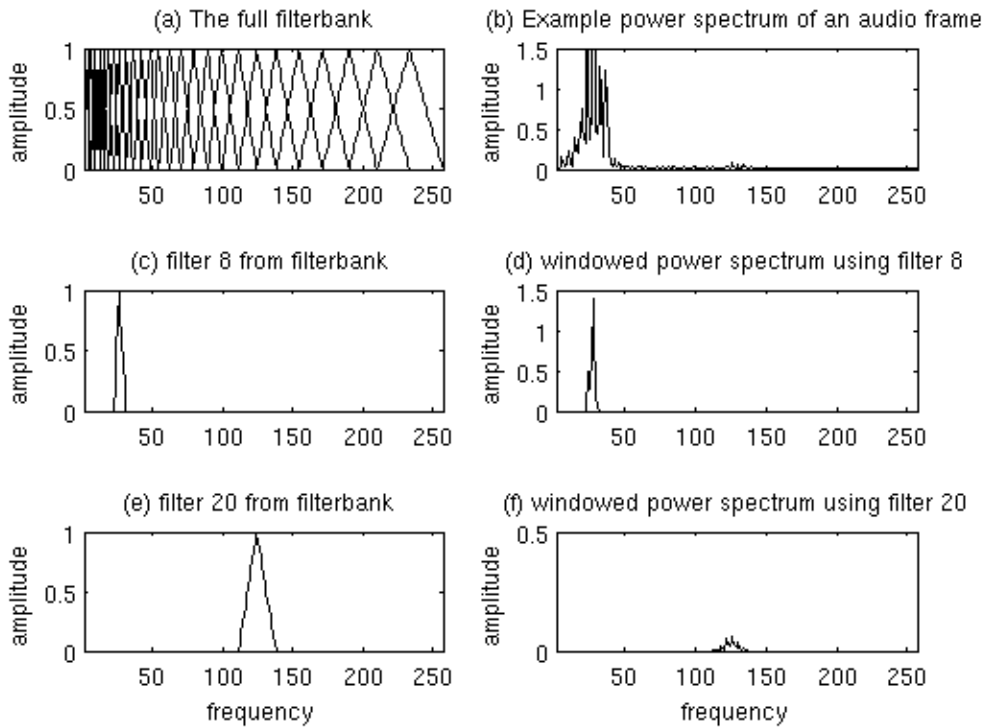 (a) The full filterbank
1
0.5
0
amplitude
50 100 150 200 250
(b) Example power spectrum of an audio frame
1.5
1
0.5
0
amplitude
50 100 150 200 250
(c) filter 8 from filterbank
1
0.5
0
amplitude
50 100 150 200 250
(d) windowed power spectrum using filter 8
1.5
1
0.5
0
amplitude
50 100 150 200 250
(e) filter 20 from filterbank
1
0.5
0
amplitude
50 100 150 200 250
frequency
(f) windowed power spectrum using filter 20
0.5
0
amplitude
50 100 150 200 250
frequency